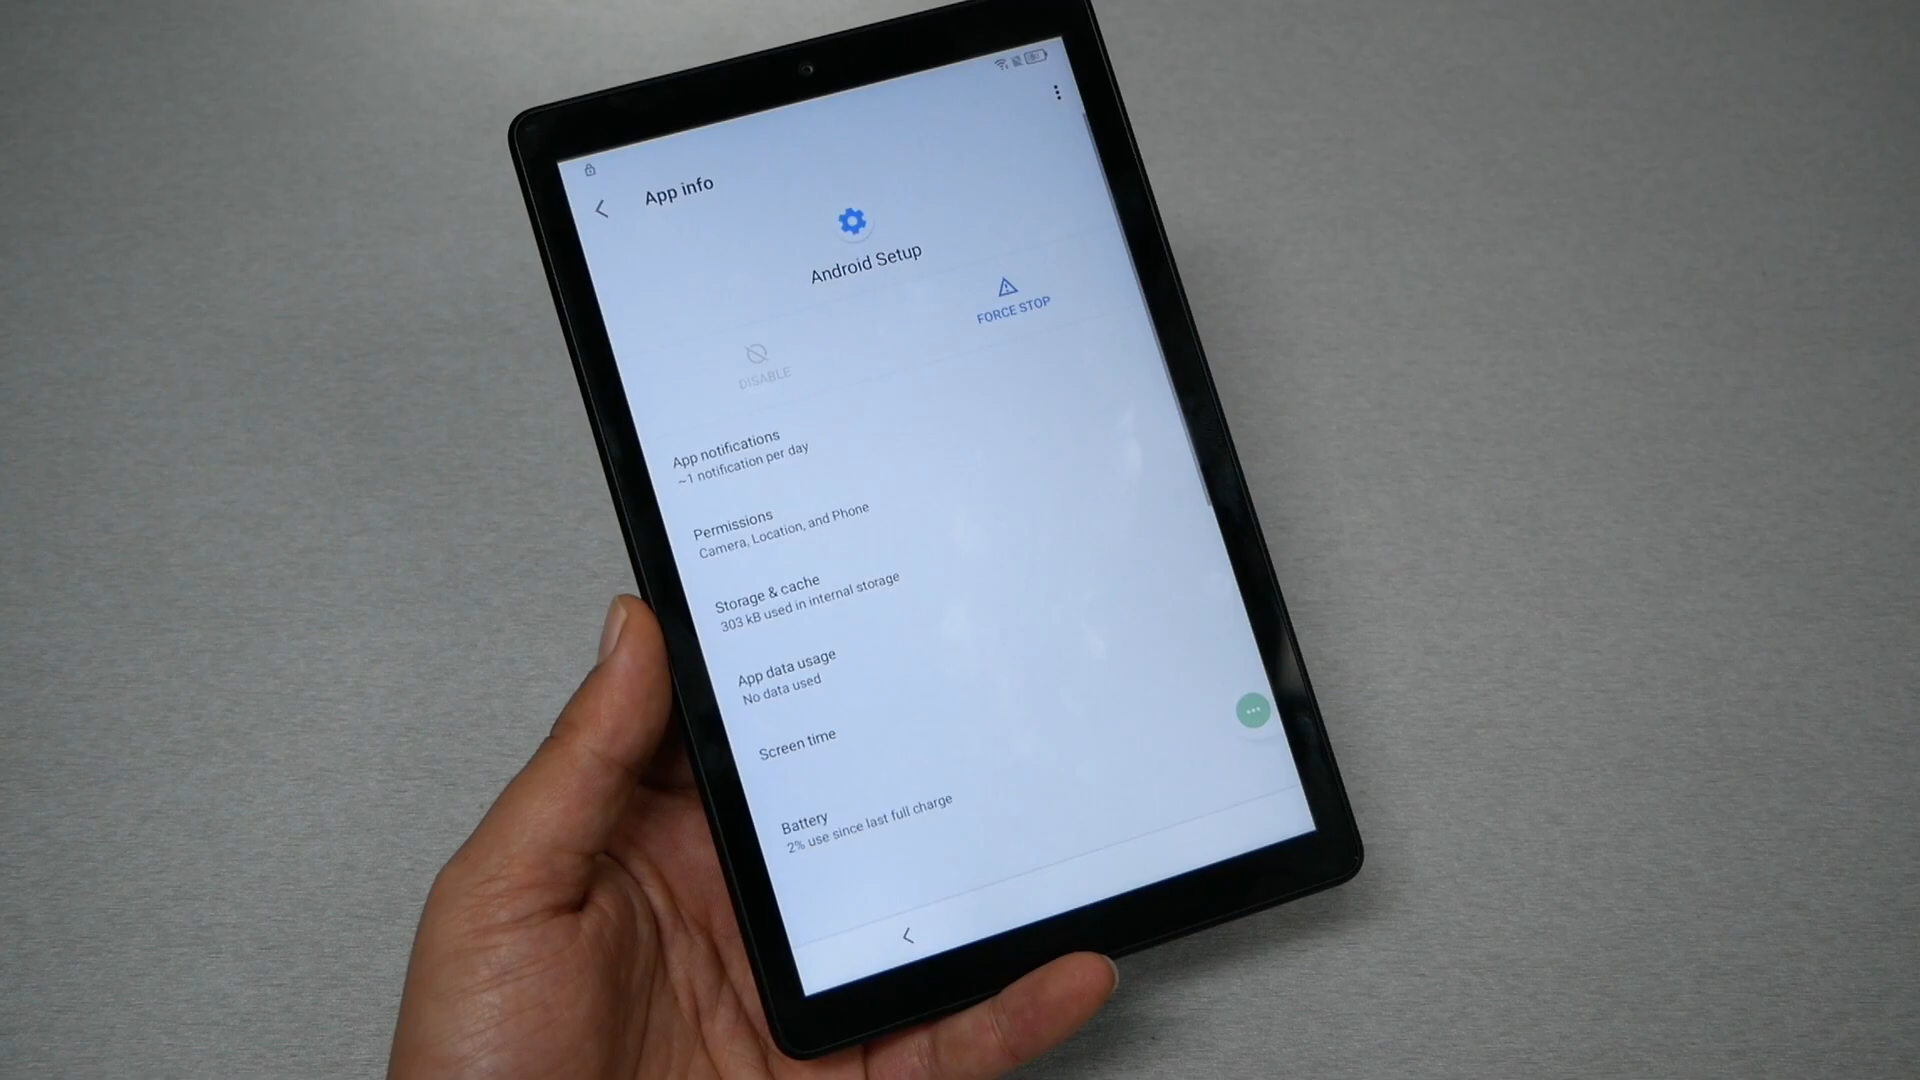 App info
Android Setup
DISABLE
FORCE STOP
App notifications
~1 notification per day
Permissions
Camera, Location, and Phone
Storage & cache
303 kB used in internal storage
App data usage
No data used
Screen time
Battery
2% use since last full charge